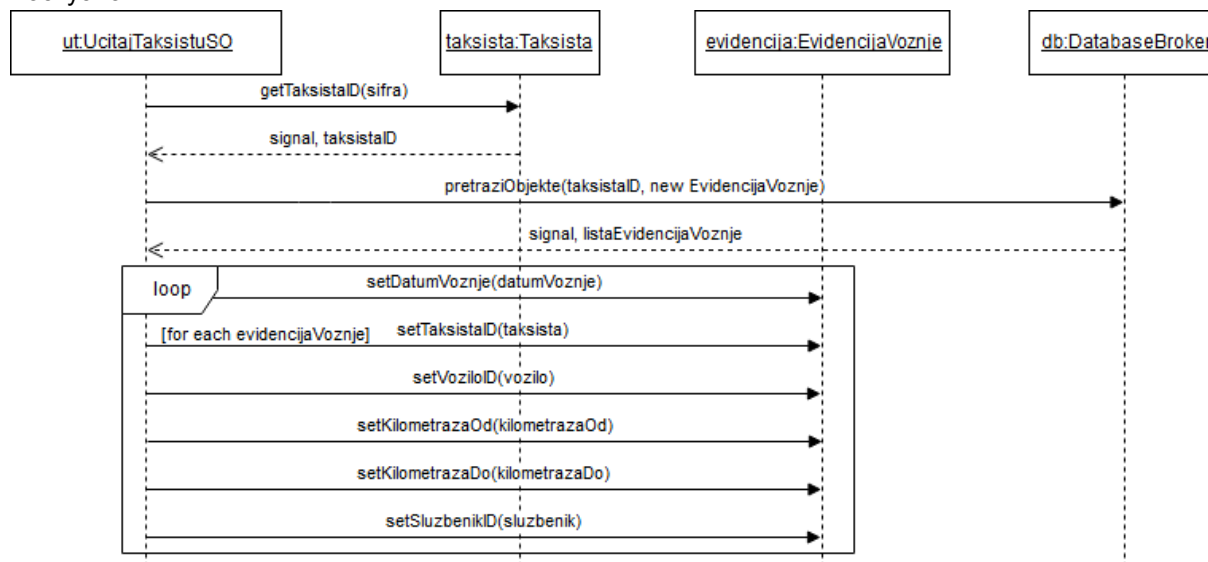 ut:UcitajTaksistuSO
taksista:Taksista
evidencija:EvidencijaVoznje
db:DatabaseBroker
getTaksistaID(sifra)
signal, taksistaID
pretraziObjekte(taksistaID, new EvidencijaVoznje)
signal, listaEvidencijaVoznje
loop
setDatumVoznje(datumVoznje)
[for each evidencijaVoznje]
setTaksistaID(taksista)
setVoziloID(vozilo)
setKilometrazaOd(kilometrazaOd)
setKilometrazaDo(kilometrazaDo)
setSluzbenikID(sluzbenik)